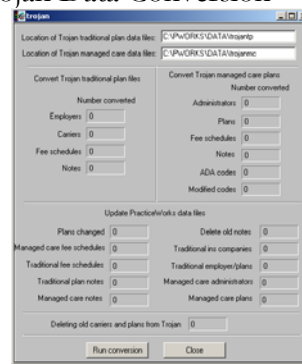 Trojan Data Conversion
trojan
Location of Trojan traditional plan data files: C:\PWORKS\DATA\trojantp
Location of Trojan managed care data files: C:\PWORKS\DATA\trojanmc
Convert Trojan traditional plan files
Number converted
Employers 0
Carriers 0
Fee schedules 0
Notes 0
Convert Trojan managed care plans
Number converted
Administrators 0
Plans 0
Fee schedules 0
Notes 0
ADA codes 0
Modified codes 0
Update PracticeWorks data files
Plans changed 0
Managed care fee schedules 0
Traditional fee schedules 0
Traditional plan notes 0
Managed care notes 0
Delete old notes 0
Traditional ins companies 0
Traditional employer/plans 0
Managed care administrators 0
Managed care plans 0
Deleting old carriers and plans from Trojan 0
Run conversion Close